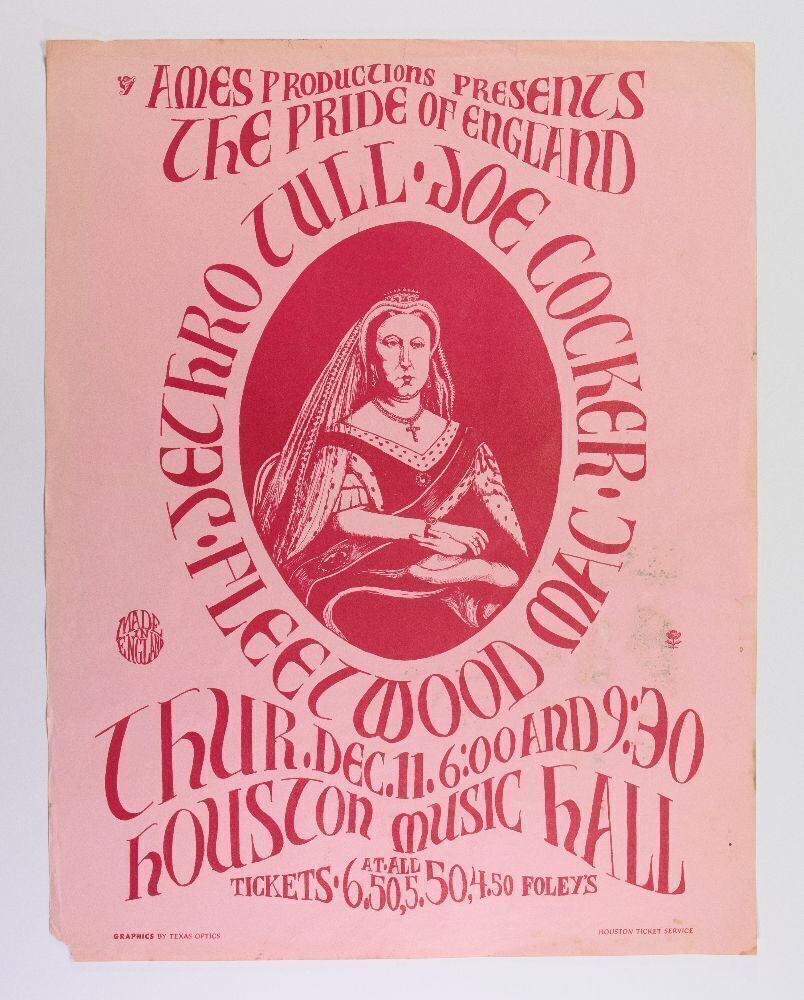 AMES PRODUCTIONS PRESENTS
THE PRIDE OF ENGLAND
JETHRO TULL · JOE COCKER ·
· FLEETWOOD MAC ·
MADE
IN
ENGLAND
THUR. DEC. 11. 6:00 AND 9:30
HOUSTON MUSIC HALL
TICKETS · 6.50, 5.50, 4.50 AT · ALL FOLEY'S
GRAPHICS BY TEXAS OPTICS
HOUSTON TICKET SERVICE